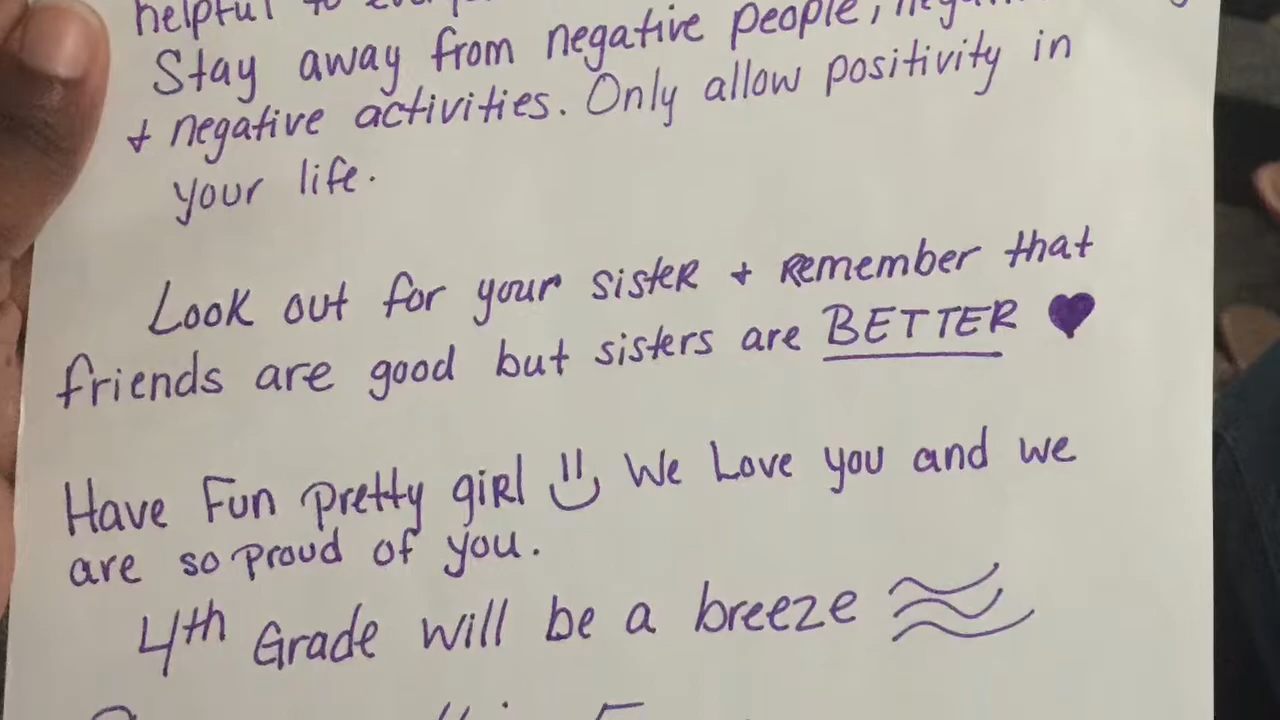 helpful to
Stay away from negative people,
+ negative activities. Only allow positivity in
your life.
Look out for your sister + Remember that
friends are good but sisters are BETTER ♥
Have Fun pretty girl We Love you and we
are so proud of you.
4th Grade will be a breeze